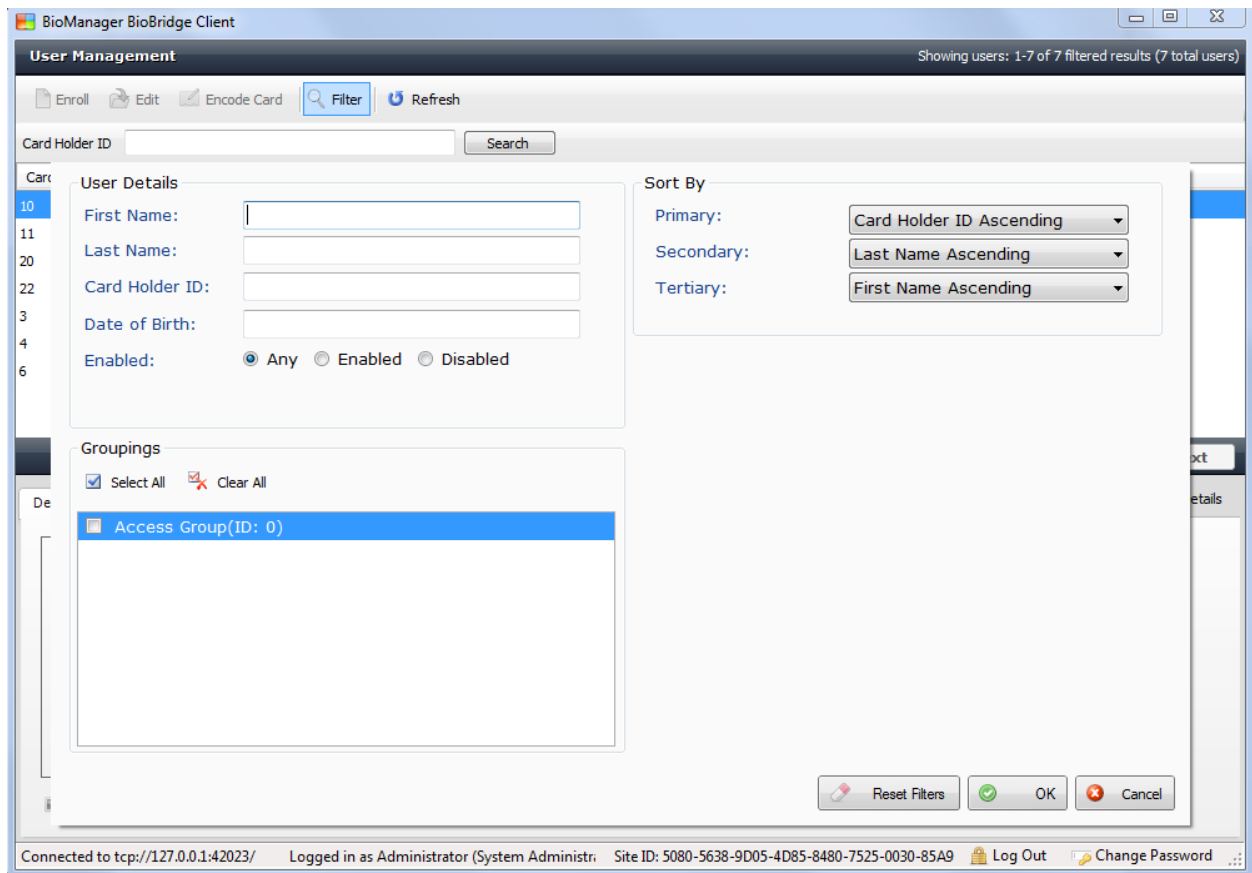 BioManager BioBridge Client
User Management Showing users: 1-7 of 7 filtered results (7 total users)
Enroll Edit Encode Card Filter Refresh
Card Holder ID Search
User Details
First Name:
Last Name:
Card Holder ID:
Date of Birth:
Enabled: Any Enabled Disabled
Sort By
Primary: Card Holder ID Ascending
Secondary: Last Name Ascending
Tertiary: First Name Ascending
10
11
20
22
3
4
6
Groupings
Select All Clear All
Access Group(ID: 0)
Reset Filters OK Cancel
Connected to tcp://127.0.0.1:42023/ Logged in as Administrator (System Administr Site ID: 5080-5638-9D05-4D85-8480-7525-0030-85A9 Log Out Change Password